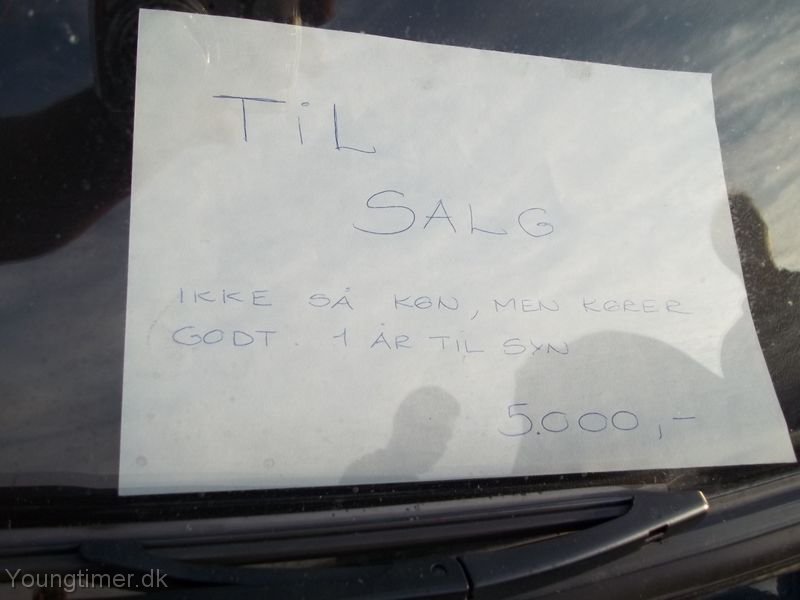 TiL
SALG
IKKE SÅ KØN, MEN KØRER
GODT. 1 ÅR TIL SYN
5.000,-
Youngtimer.dk